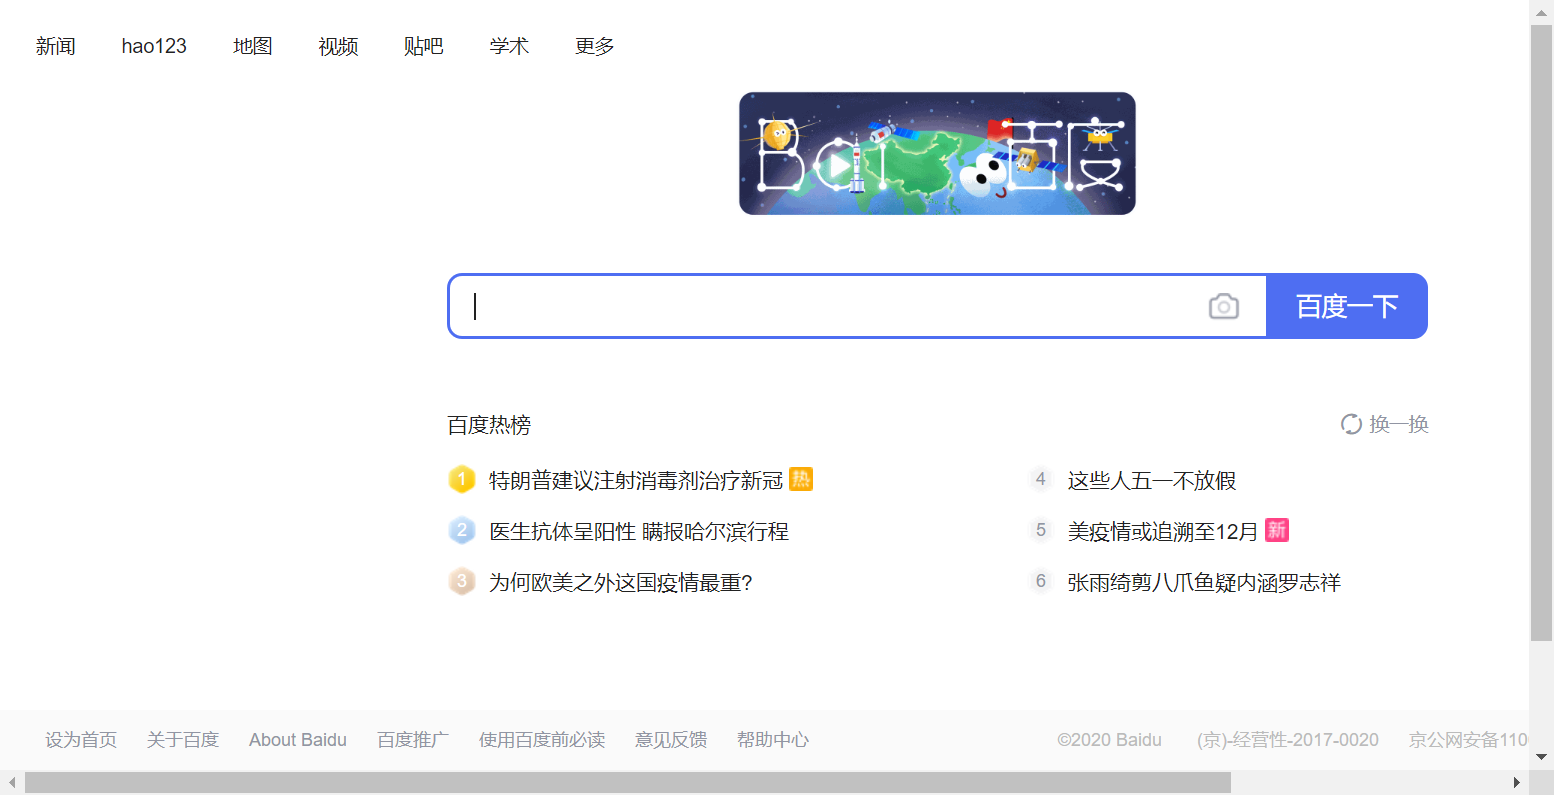 新闻 hao123 地图 视频 贴吧 学术 更多
Bai 百度
百度一下
百度热榜 换一换
1 特朗普建议注射消毒剂治疗新冠 热
4 这些人五一不放假
2 医生抗体呈阳性 瞒报哈尔滨行程
5 美疫情或追溯至12月 新
3 为何欧美之外这国疫情最重?
6 张雨绮剪八爪鱼疑内涵罗志祥
设为首页 关于百度 About Baidu 百度推广 使用百度前必读 意见反馈 帮助中心 ©2020 Baidu (京)-经营性-2017-0020 京公网安备110